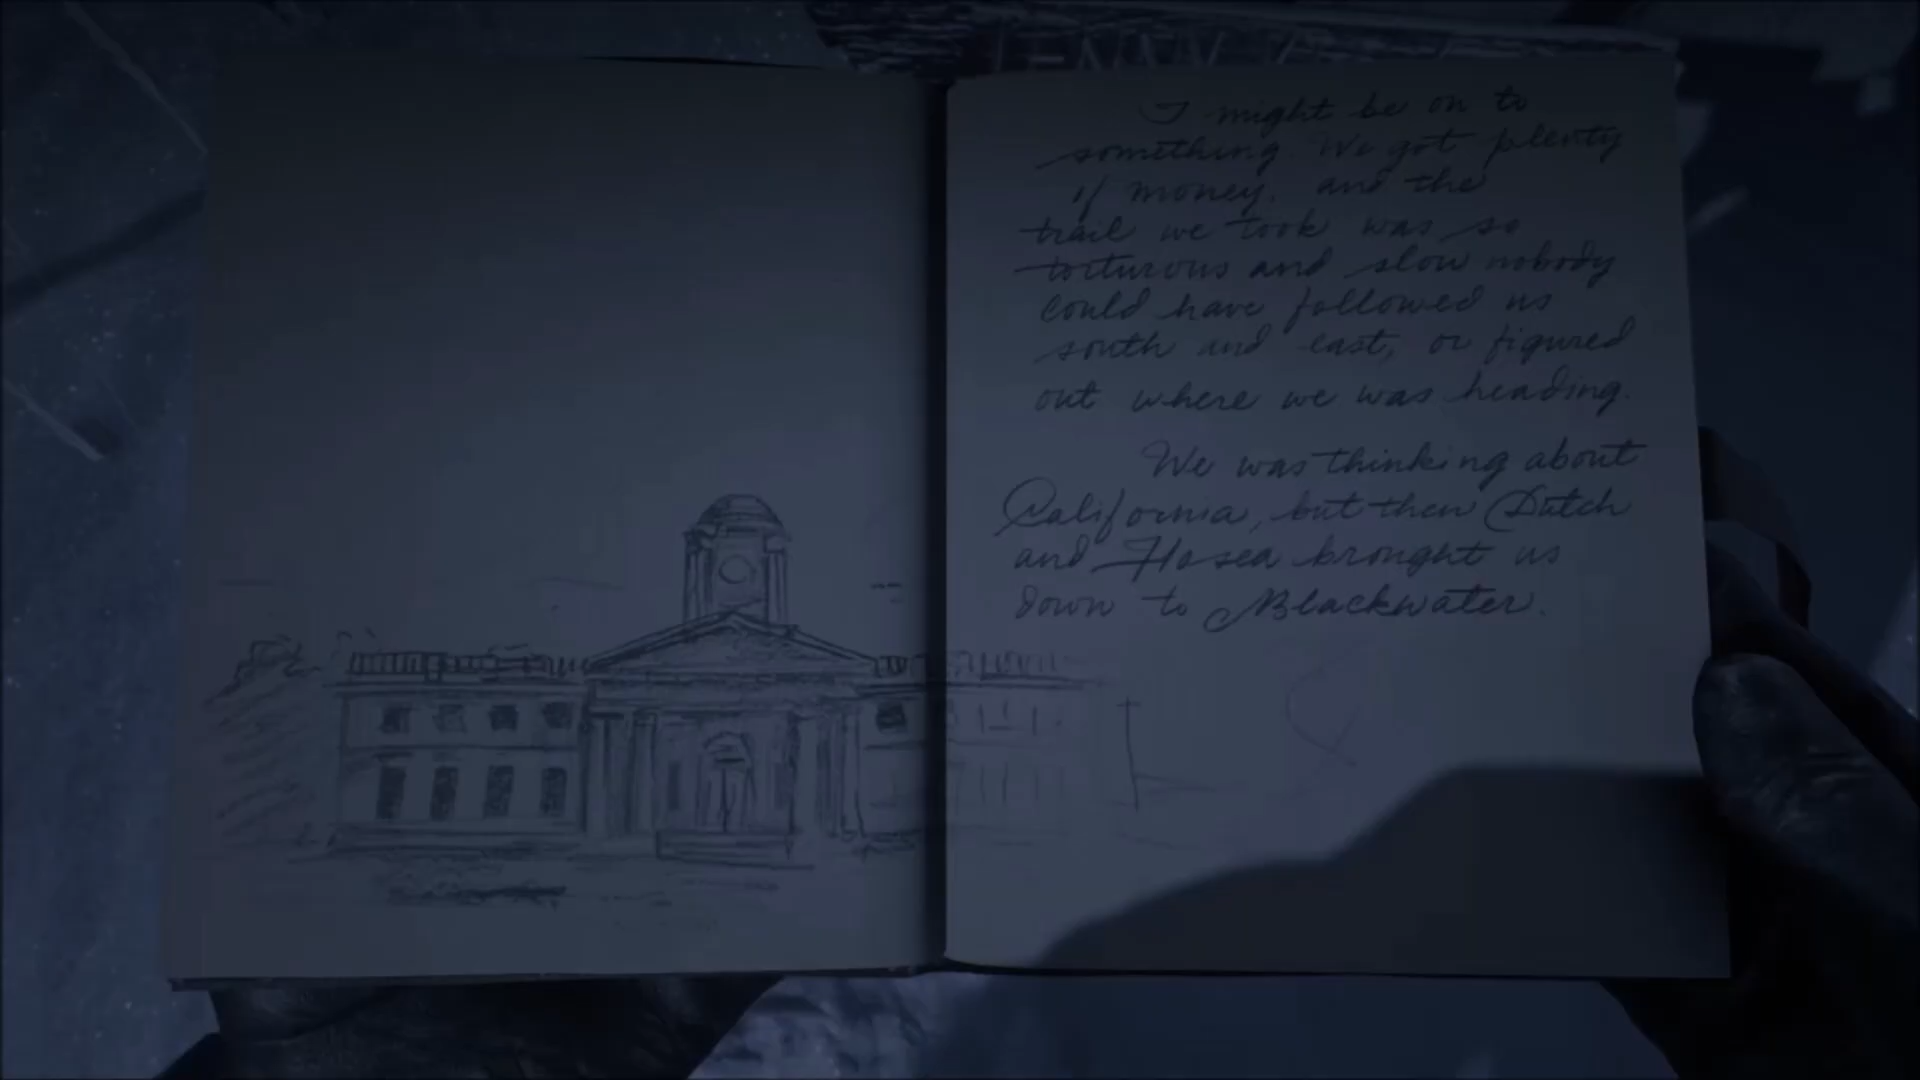 I might be on to
something. We got plenty
of money. and the
trail we took was so
torturous and slow nobody
could have followed us
south and east, or figured
out where we was heading.
We was thinking about
California, but then Dutch
and Hosea brought us
down to Blackwater.